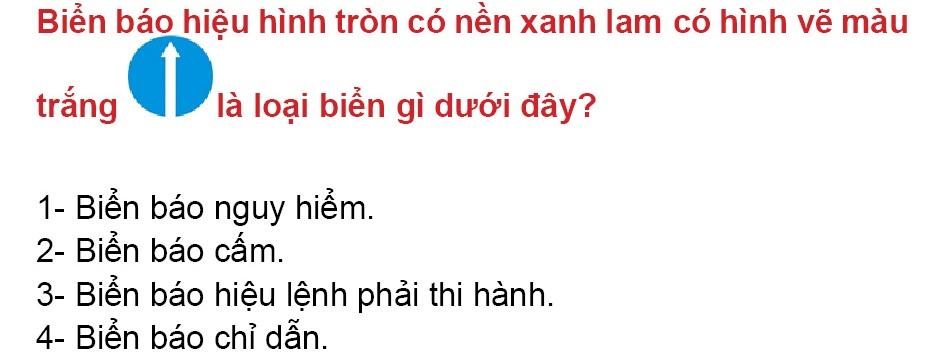 Biển báo hiệu hình tròn có nền xanh lam có hình vẽ màu
trắng là loại biển gì dưới đây?
1- Biển báo nguy hiểm.
2- Biển báo cấm.
3- Biển báo hiệu lệnh phải thi hành.
4- Biển báo chỉ dẫn.